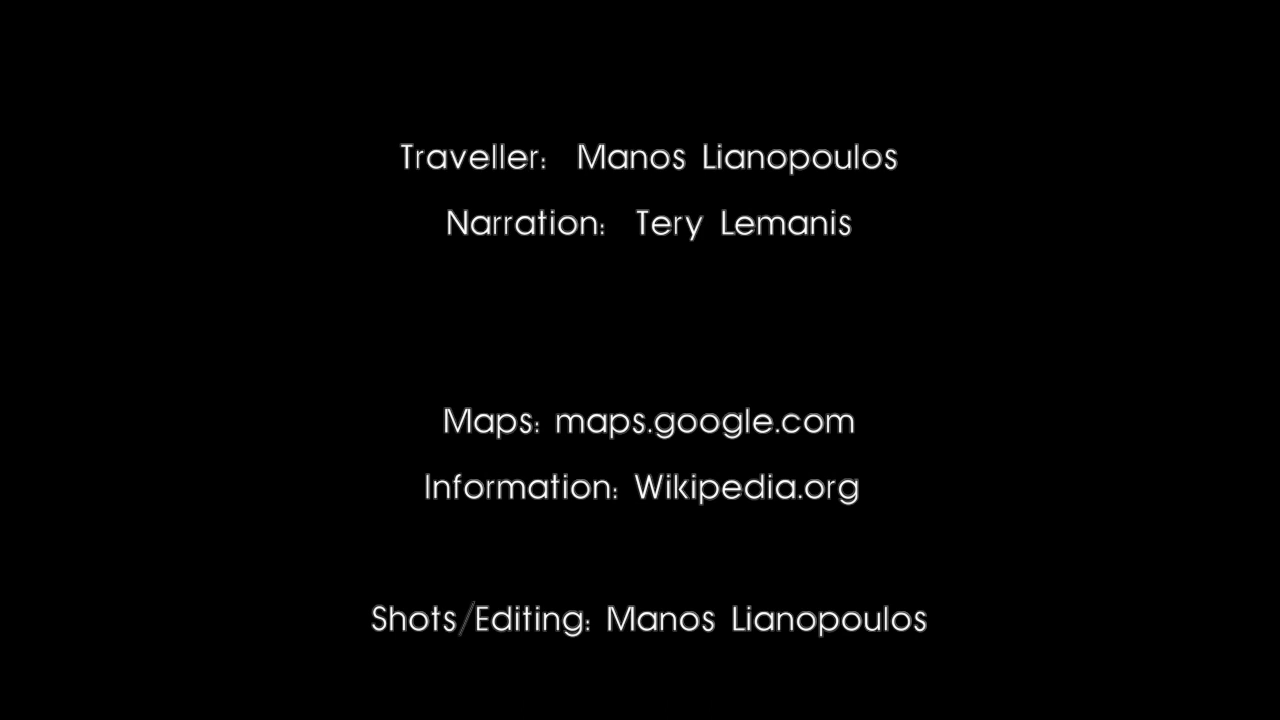 Traveller: Manos Lianopoulos
Narration: Tery Lemanis
Maps: maps.google.com
Information: Wikipedia.org
Shots/Editing: Manos Lianopoulos